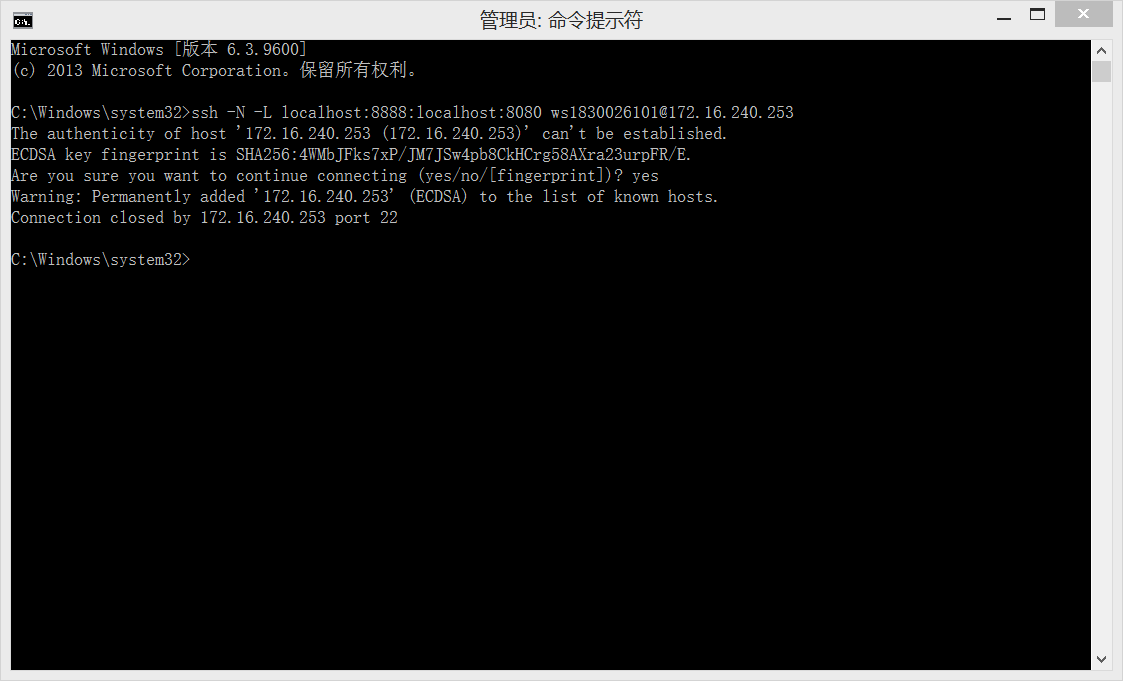 管理员: 命令提示符
Microsoft Windows [版本 6.3.9600]
(c) 2013 Microsoft Corporation。保留所有权利。
C:\Windows\system32>ssh -N -L localhost:8888:localhost:8080 ws1830026101@172.16.240.253
The authenticity of host '172.16.240.253 (172.16.240.253)' can't be established.
ECDSA key fingerprint is SHA256:4WMbJFks7xP/JM7JSw4pb8CkHCrg58AXra23urpFR/E.
Are you sure you want to continue connecting (yes/no/[fingerprint])? yes
Warning: Permanently added '172.16.240.253' (ECDSA) to the list of known hosts.
Connection closed by 172.16.240.253 port 22
C:\Windows\system32>